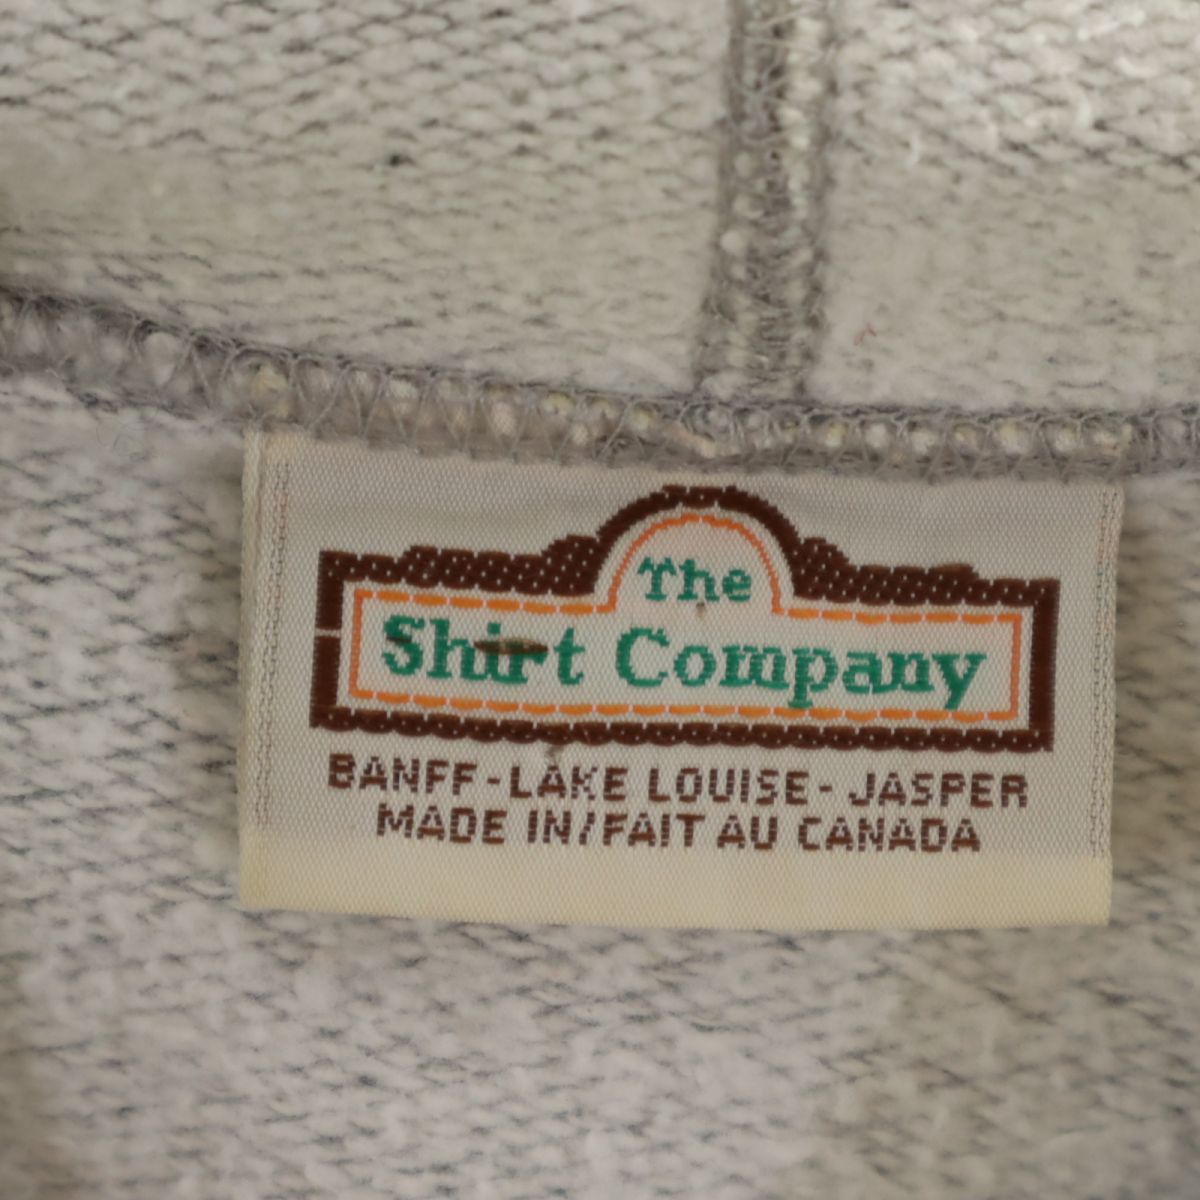 The
Shirt Company
BANFF - LAKE LOUISE - JASPER
MADE IN / FAIT AU CANADA